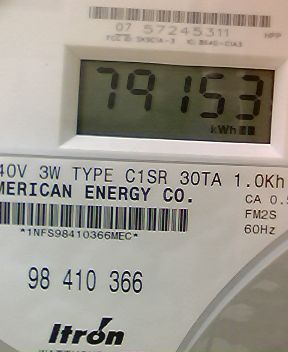 07 57245311
79153
kWh
40V 3W TYPE C1SR 30TA 1.0Kh
MERICAN ENERGY CO.
CA 0.5
FM2S
*1NFS98410366MEC*
60Hz
98 410 366
Itrón